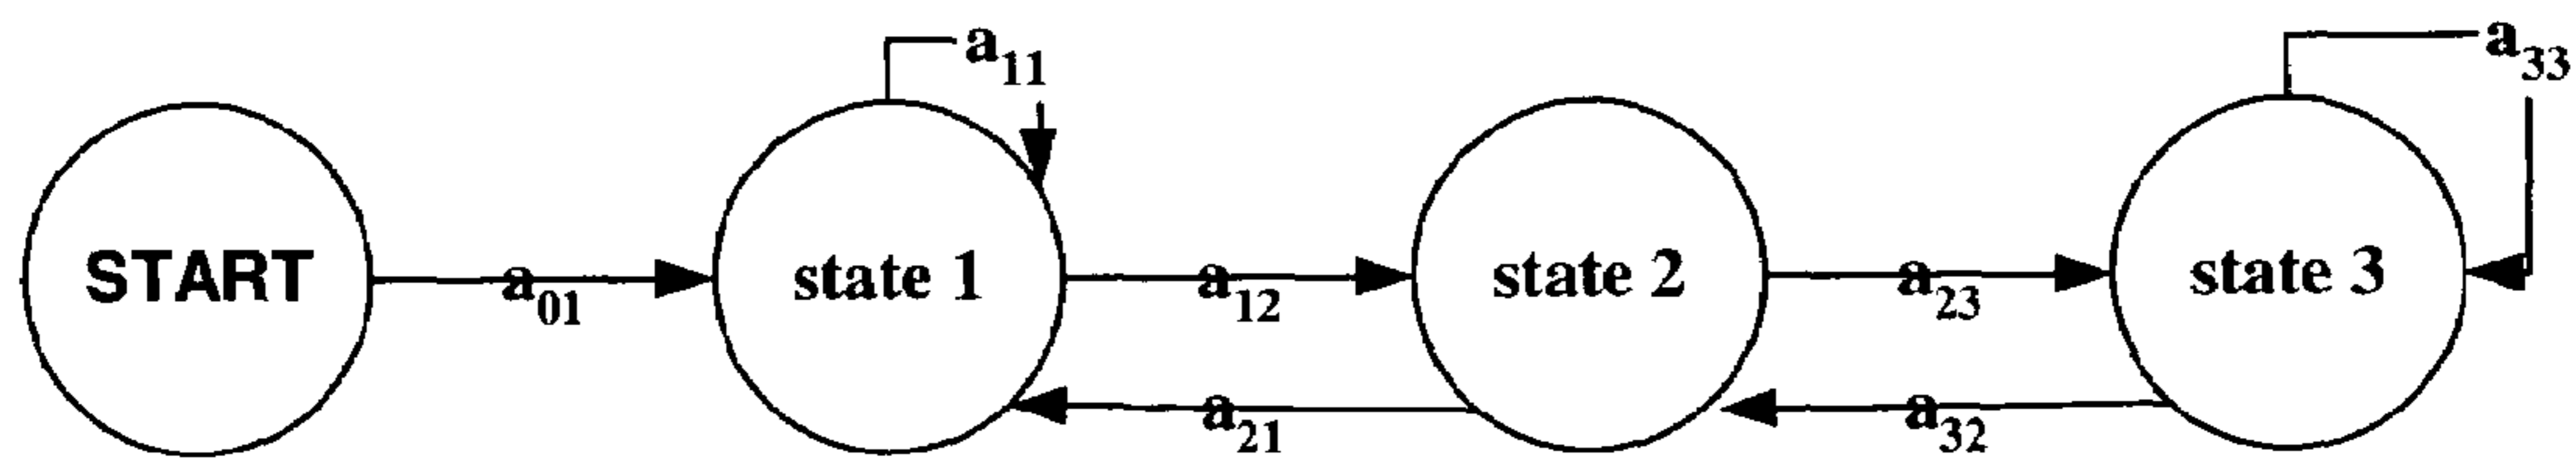 a11
a33
START
a01
state 1
a12
state 2
a23
state 3
a21
a32